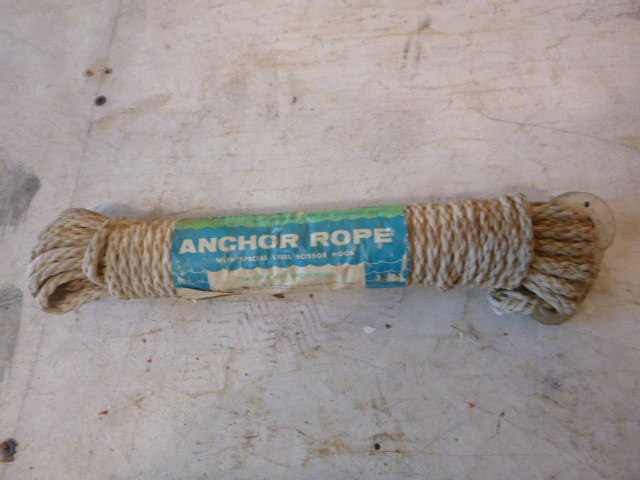 ANCHOR ROPE
WITH SPECIAL STEEL SCISSOR HOOK